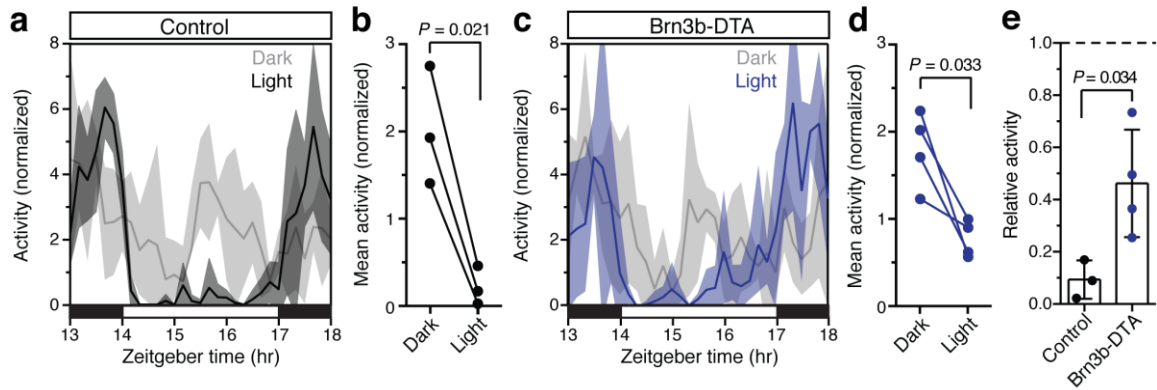 a
Control
Dark
Light
Activity (normalized)
8
6
4
2
0
13 14 15 16 17 18
Zeitgeber time (hr)
b
P = 0.021
Mean activity (normalized)
3
2
1
0
Dark
Light
c
Brn3b-DTA
Dark
Light
Activity (normalized)
8
6
4
2
0
13 14 15 16 17 18
Zeitgeber time (hr)
d
P = 0.033
Mean activity (normalized)
3
2
1
0
Dark
Light
e
P = 0.034
Relative activity
1.0
0.8
0.6
0.4
0.2
0.0
Control
Brn3b-DTA